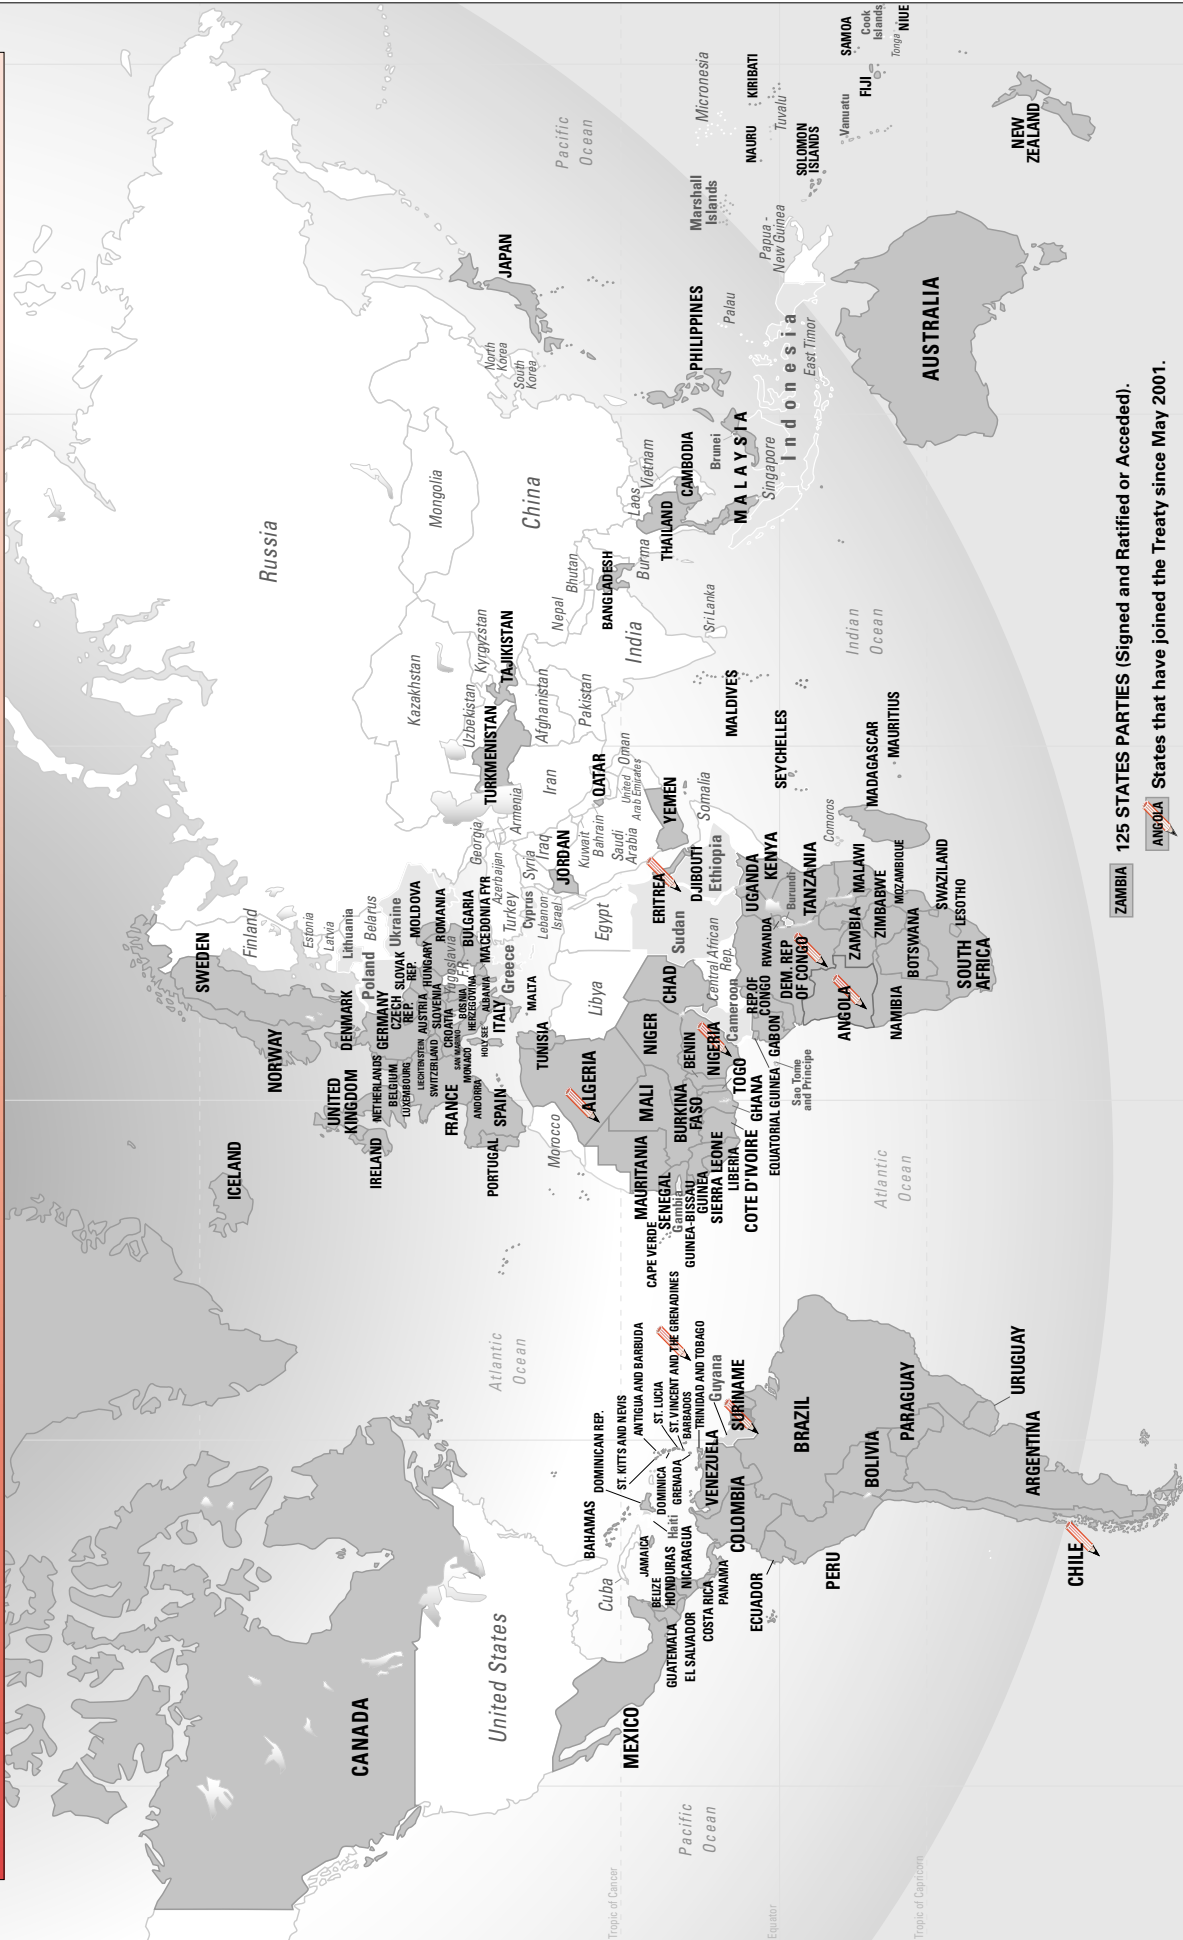 Russia
Pacific
Ocean
SWEDEN
Finland
NORWAY
Estonia
Latvia
Lithuania
Belarus
DENMARK
Poland
Ukraine
ICELAND
UNITED
KINGDOM
IRELAND
NETHERLANDS
BELGIUM
LUXEMBOURG
GERMANY
CZECH
REP.
SLOVAK
REP.
MOLDOVA
LIECHTENSTEIN
AUSTRIA
HUNGARY
ROMANIA
SWITZERLAND
SLOVENIA
CROATIA
Yugoslavia
F.R.
BULGARIA
SAN MARINO
BOSNIA
HERZEGOVINA
MACEDONIA FYR
FRANCE
MONACO
ANDORRA
HOLY SEE
ALBANIA
ITALY
Greece
Turkey
Cyprus
PORTUGAL
SPAIN
MALTA
Georgia
Azerbaijan
Armenia
Syria
Lebanon
Israel
Iraq
JORDAN
Kuwait
Bahrain
Saudi
Arabia
QATAR
United
Arab Emirates
Oman
YEMEN
Iran
Kazakhstan
Uzbekistan
Kyrgyzstan
TURKMENISTAN
TAJIKISTAN
Afghanistan
Pakistan
Mongolia
China
North
Korea
South
Korea
JAPAN
Nepal
Bhutan
BANGLADESH
India
Burma
Laos
Vietnam
THAILAND
CAMBODIA
Sri Lanka
MALDIVES
PHILIPPINES
Brunei
MALAYSIA
Singapore
Indonesia
East Timor
Palau
Papua -
New Guinea
Marshall
Islands
Micronesia
NAURU
KIRIBATI
Tuvalu
SOLOMON
ISLANDS
Vanuatu
FIJI
SAMOA
Cook
Islands
Tonga
NIUE
NEW
ZEALAND
AUSTRALIA
Indian
Ocean
SEYCHELLES
MAURITIUS
MADAGASCAR
Comoros
Morocco
ALGERIA
TUNISIA
Libya
Egypt
MAURITANIA
MALI
NIGER
CHAD
Sudan
ERITREA
DJIBOUTI
Ethiopia
Somalia
CAPE VERDE
SENEGAL
Gambia
GUINEA-BISSAU
GUINEA
SIERRA LEONE
LIBERIA
COTE D'IVOIRE
BURKINA
FASO
GHANA
TOGO
BENIN
NIGERIA
Cameroon
Central African
Rep.
EQUATORIAL GUINEA
Sao Tome
and Principe
GABON
REP OF
CONGO
DEM. REP
OF CONGO
RWANDA
Burundi
UGANDA
KENYA
TANZANIA
ANGOLA
ZAMBIA
MALAWI
ZIMBABWE
MOZAMBIQUE
NAMIBIA
BOTSWANA
SWAZILAND
LESOTHO
SOUTH
AFRICA
Atlantic
Ocean
Atlantic
Ocean
CANADA
United States
MEXICO
Cuba
BAHAMAS
DOMINICAN REP.
ST. KITTS AND NEVIS
ANTIGUA AND BARBUDA
ST. LUCIA
ST. VINCENT AND THE GRENADINES
BARBADOS
TRINIDAD AND TOBAGO
DOMINICA
GRENADA
Haiti
JAMAICA
BELIZE
HONDURAS
NICARAGUA
GUATEMALA
EL SALVADOR
COSTA RICA
PANAMA
VENEZUELA
COLOMBIA
Guyana
SURINAME
ECUADOR
PERU
BRAZIL
BOLIVIA
PARAGUAY
URUGUAY
ARGENTINA
CHILE
Pacific
Ocean
Tropic of Cancer
Equator
Tropic of Capricorn
ZAMBIA 125 STATES PARTIES (Signed and Ratified or Acceded).
ANGOLA States that have joined the Treaty since May 2001.